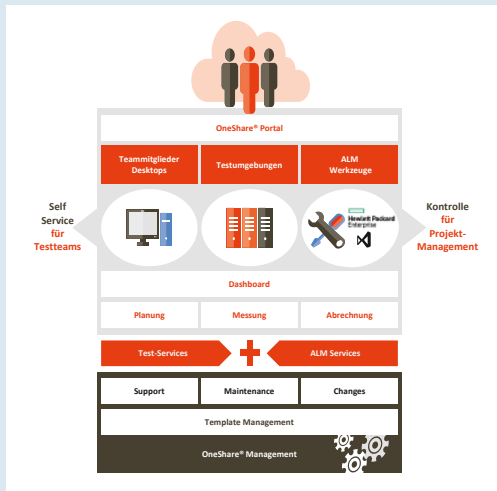 OneShare® Portal
Teammitglieder
Desktops
Testumgebungen
ALM
Werkzeuge
Self
Service
für
Testteams
Hewlett Packard
Enterprise
Kontrolle
für
Projekt-
Management
Dashboard
Planung
Messung
Abrechnung
Test-Services
ALM Services
Support
Maintenance
Changes
Template Management
OneShare® Management